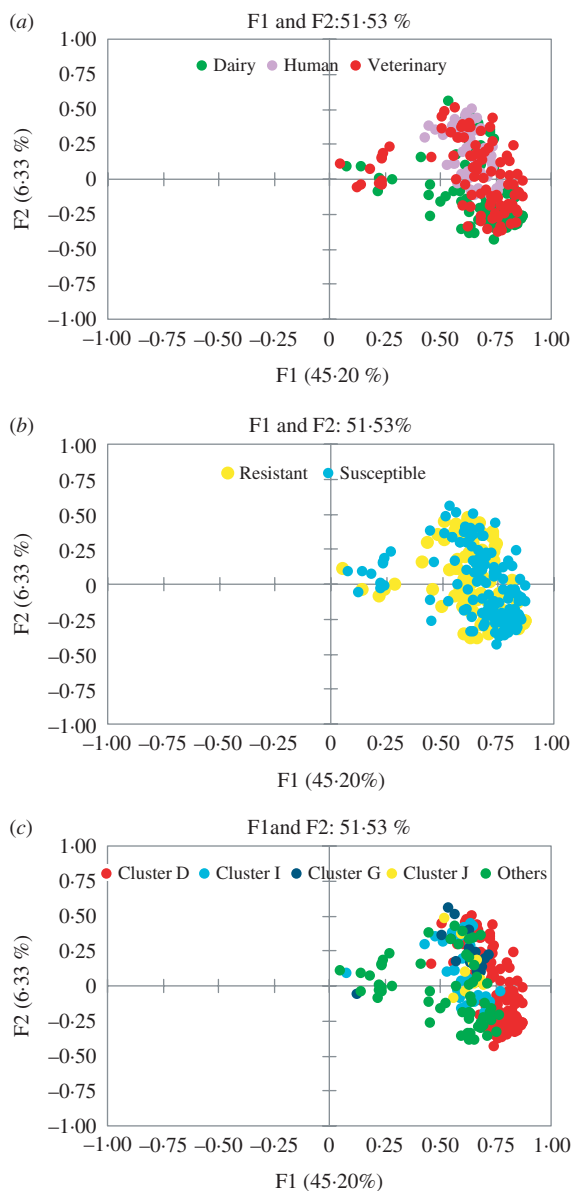 (a) F1 and F2:51·53 %
1·00
0·75
Dairy Human Veterinary
0·50
0·25
0
−0·25
−0·50
−0·75
−1·00
F2 (6·33 %)
−1·00 −0·75 −0·50 −0·25 0 0·25 0·50 0·75 1·00
F1 (45·20 %)
(b) F1 and F2: 51·53%
1·00
0·75
Resistant Susceptible
0·50
0·25
0
−0·25
−0·50
−0·75
−1·00
F2 (6·33 %)
−1·00 −0·75 −0·50 −0·25 0 0·25 0·50 0·75 1·00
F1 (45·20%)
(c) F1and F2: 51·53 %
1·00
Cluster D Cluster I Cluster G Cluster J Others
0·75
0·50
0·25
0
−0·25
−0·50
−0·75
−1·00
F2 (6·33 %)
−1·00 −0·75 −0·50 −0·25 0 0·25 0·50 0·75 1·00
F1 (45·20%)